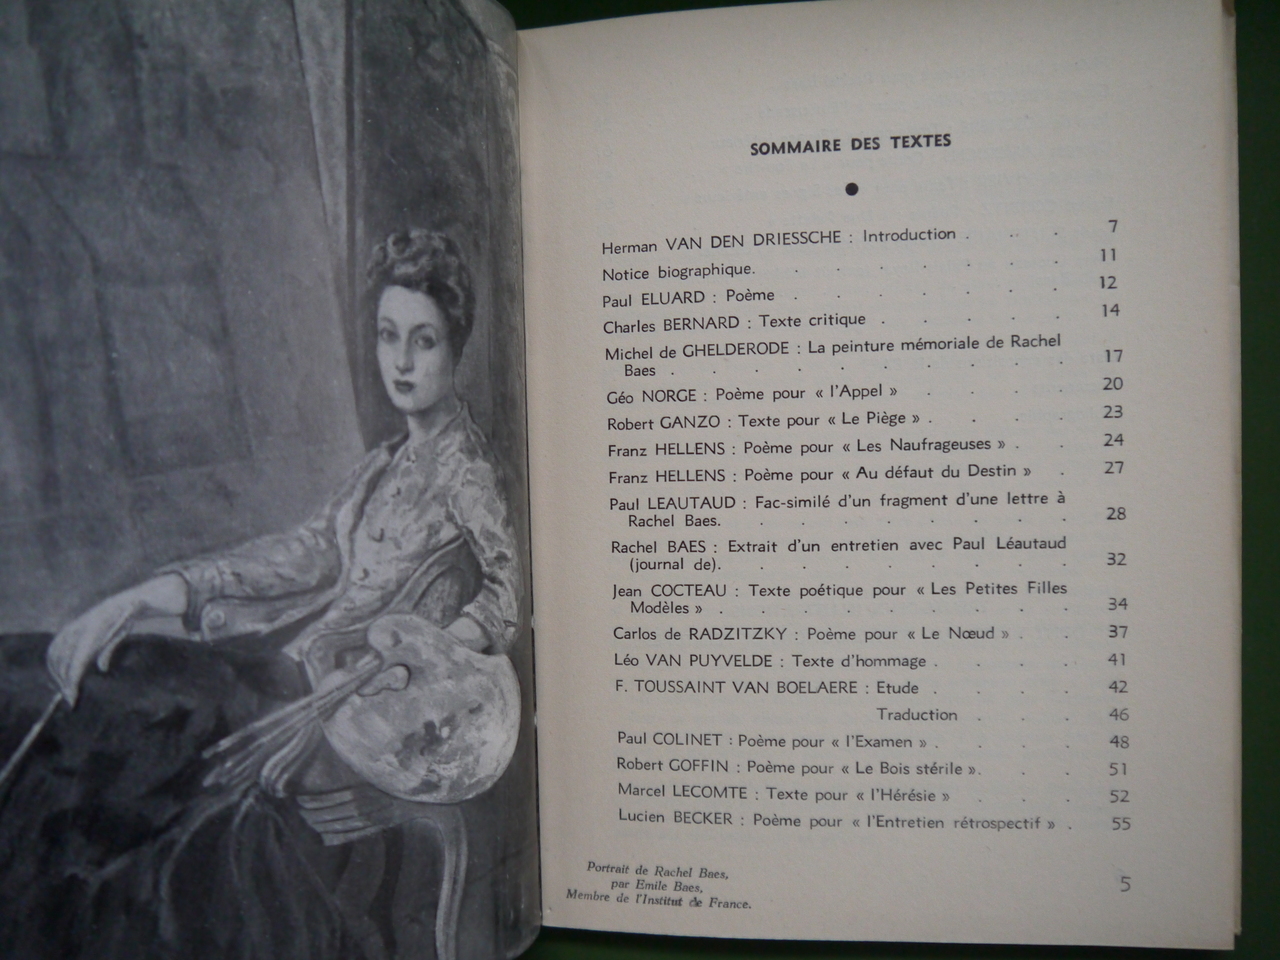 SOMMAIRE DES TEXTES
●
Herman VAN DEN DRIESSCHE : Introduction . . . 7
Notice biographique. . . . . . . 11
Paul ELUARD : Poème . . . . . . . 12
Charles BERNARD : Texte critique . . . . . 14
Michel de GHELDERODE : La peinture mémoriale de Rachel
Baes . . . . . . . . . . 17
Géo NORGE : Poème pour « l'Appel » . . . . 20
Robert GANZO : Texte pour « Le Piège » . . . . 23
Franz HELLENS : Poème pour « Les Naufrageuses » . . 24
Franz HELLENS : Poème pour « Au défaut du Destin » . 27
Paul LEAUTAUD : Fac-similé d'un fragment d'une lettre à
Rachel Baes. . . . . . . . . 28
Rachel BAES : Extrait d'un entretien avec Paul Léautaud
(journal de). . . . . . . . . 32
Jean COCTEAU : Texte poétique pour « Les Petites Filles
Modèles » . . . . . . . . . 34
Carlos de RADZITZKY : Poème pour « Le Nœud » . . 37
Léo VAN PUYVELDE : Texte d'hommage . . . . 41
F. TOUSSAINT VAN BOELAERE : Etude . . . . 42
Traduction . . . 46
Paul COLINET : Poème pour « l'Examen » . . . . 48
Robert GOFFIN : Poème pour « Le Bois stérile ». . . 51
Marcel LECOMTE : Texte pour « l'Hérésie » . . . 52
Lucien BECKER : Poème pour « l'Entretien rétrospectif » . 55
Portrait de Rachel Baes,
par Emile Baes,
Membre de l'Institut de France.
5